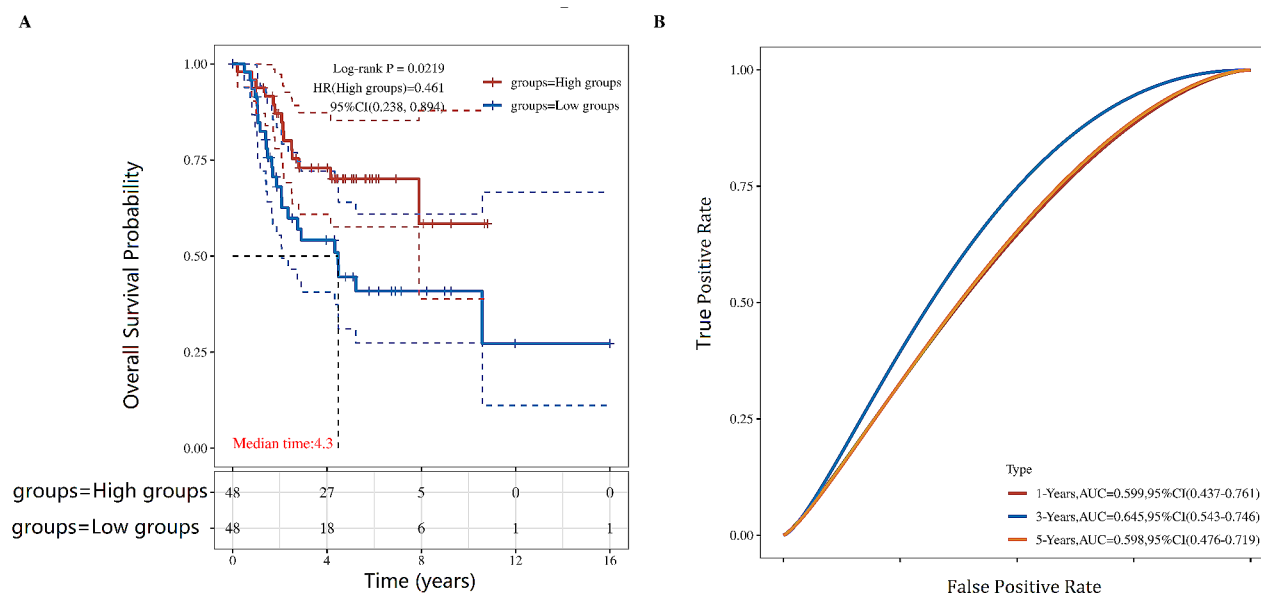 A
B
Log-rank P = 0.0219
HR(High groups)=0.461
95%CI(0.238, 0.894)
groups=High groups
groups=Low groups
1.00
0.75
0.50
0.25
0.00
Overall Survival Probability
Median time:4.3
groups=High groups 48 27 5 0 0
groups=Low groups 48 18 6 1 1
0 4 8 12 16
Time (years)
1.00
0.75
0.50
0.25
0.00
True Positive Rate
Type
1-Years,AUC=0.599,95%CI(0.437-0.761)
3-Years,AUC=0.645,95%CI(0.543-0.746)
5-Years,AUC=0.598,95%CI(0.476-0.719)
False Positive Rate